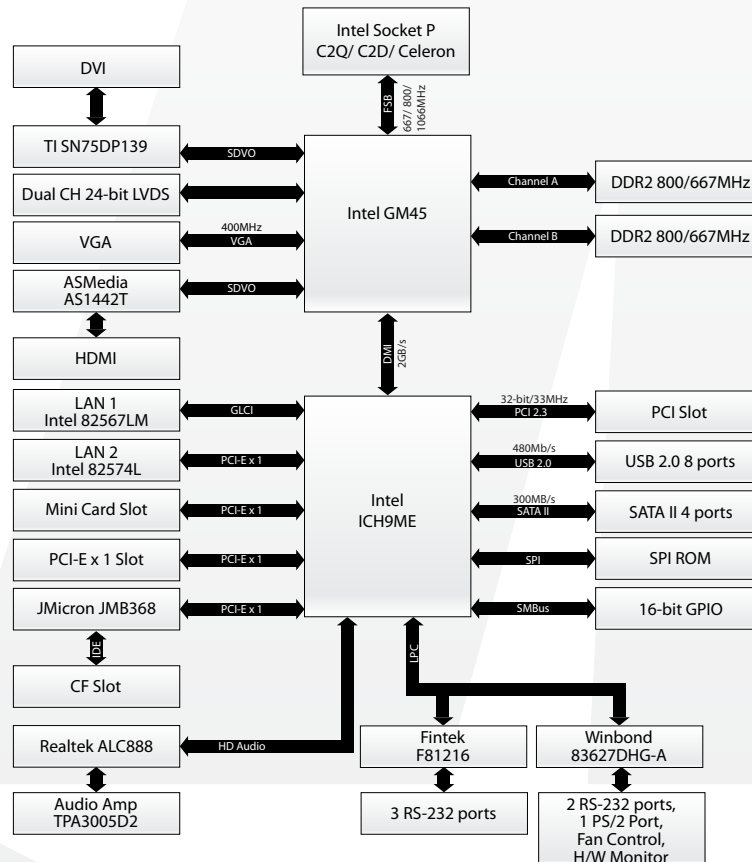 Intel Socket P
C2Q/ C2D/ Celeron
FSB
667/ 800/
1066MHz
DVI
TI SN75DP139
SDVO
Dual CH 24-bit LVDS
VGA
400MHz
VGA
ASMedia
AS1442T
SDVO
HDMI
Intel GM45
Channel A
DDR2 800/667MHz
Channel B
DDR2 800/667MHz
DMI
2GB/s
LAN 1
Intel 82567LM
GLCI
LAN 2
Intel 82574L
PCI-E x 1
Mini Card Slot
PCI-E x 1
PCI-E x 1 Slot
PCI-E x 1
JMicron JMB368
PCI-E x 1
IDE
CF Slot
Intel
ICH9ME
32-bit/33MHz
PCI 2.3
PCI Slot
480Mb/s
USB 2.0
USB 2.0 8 ports
300MB/s
SATA II
SATA II 4 ports
SPI
SPI ROM
SMBus
16-bit GPIO
LPC
Realtek ALC888
HD Audio
Audio Amp
TPA3005D2
Fintek
F81216
3 RS-232 ports
Winbond
83627DHG-A
2 RS-232 ports,
1 PS/2 Port,
Fan Control,
H/W Monitor